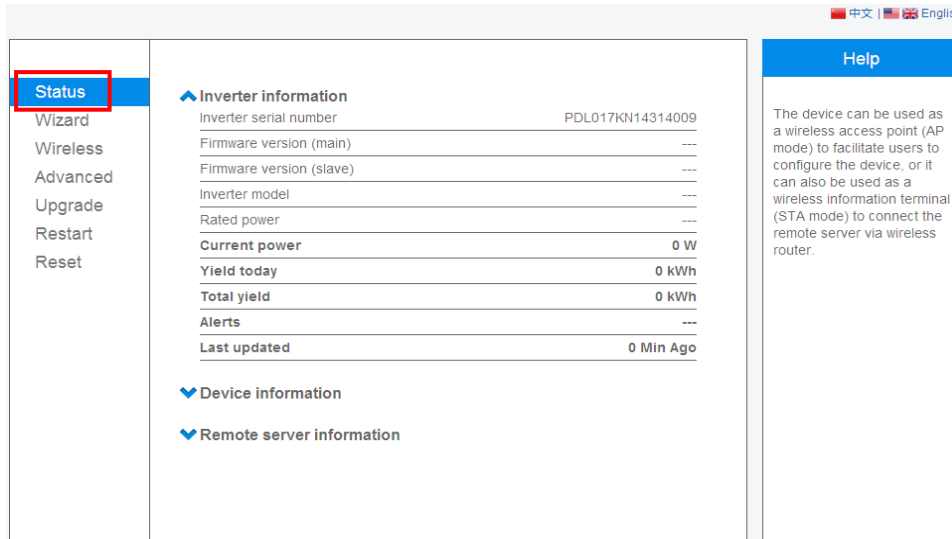 中文 | Englis
Status
Wizard
Wireless
Advanced
Upgrade
Restart
Reset
Inverter information
Inverter serial number PDL017KN14314009
Firmware version (main) ---
Firmware version (slave) ---
Inverter model ---
Rated power ---
Current power 0 W
Yield today 0 kWh
Total yield 0 kWh
Alerts ---
Last updated 0 Min Ago
Device information
Remote server information
Help
The device can be used as
a wireless access point (AP
mode) to facilitate users to
configure the device, or it
can also be used as a
wireless information terminal
(STA mode) to connect the
remote server via wireless
router.